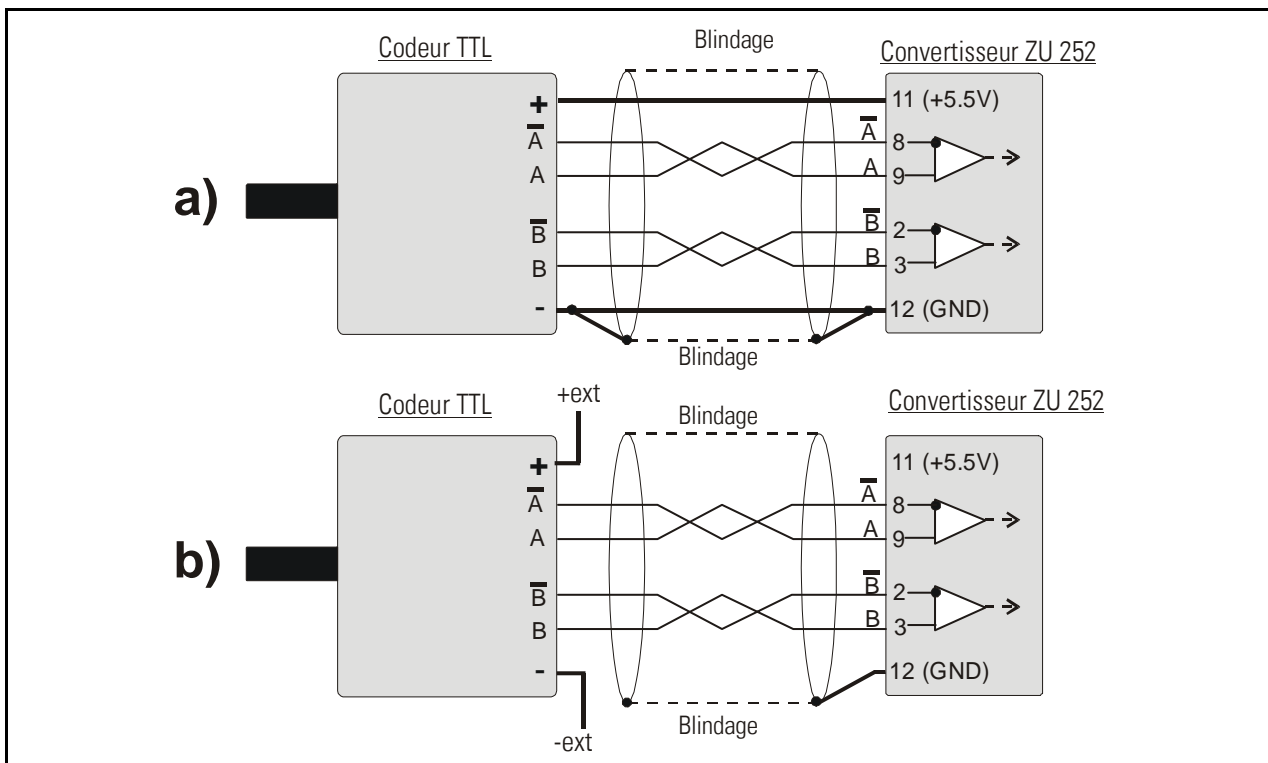 Codeur TTL
Blindage
Convertisseur ZU 252
a)
+
A̅
A
B̅
B
-
A̅
A
B̅
B
11 (+5.5V)
8
9
2
3
12 (GND)
Blindage
Codeur TTL
+ext
Blindage
Convertisseur ZU 252
b)
+
A̅
A
B̅
B
-
-ext
A̅
A
B̅
B
11 (+5.5V)
8
9
2
3
12 (GND)
Blindage